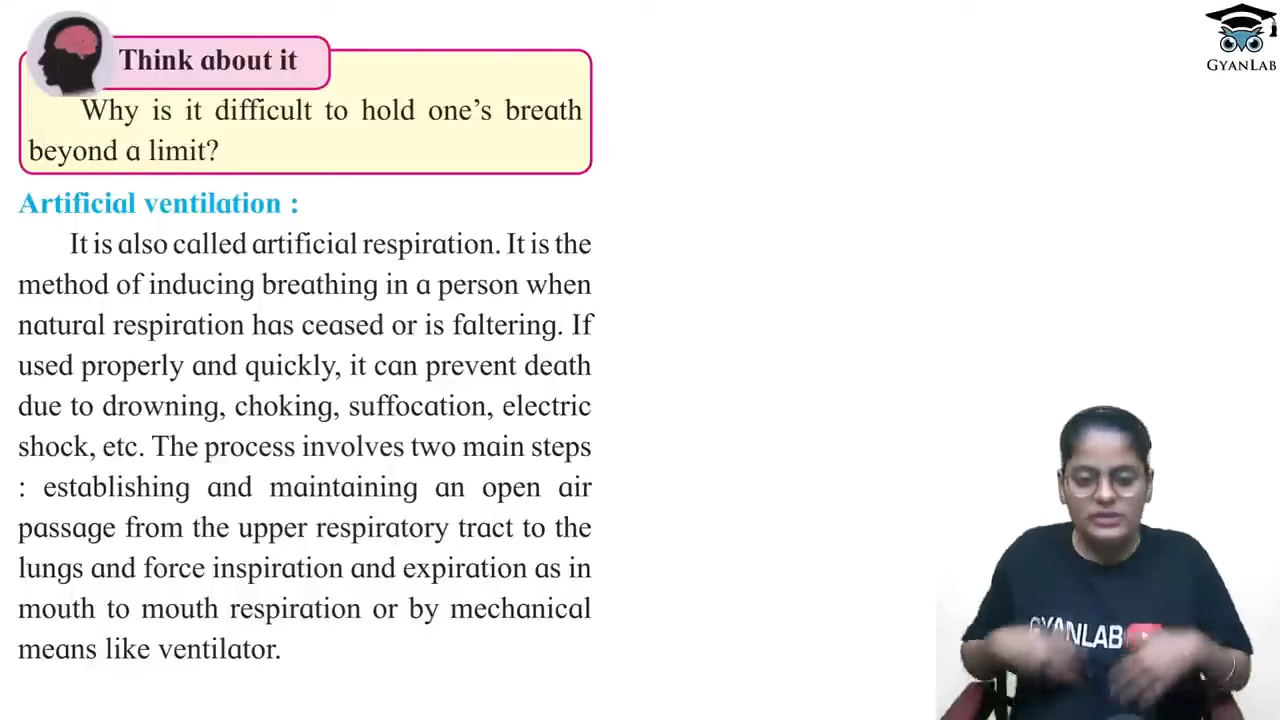 Think about it
Why is it difficult to hold one's breath
beyond a limit?
Artificial ventilation :
It is also called artificial respiration. It is the
method of inducing breathing in a person when
natural respiration has ceased or is faltering. If
used properly and quickly, it can prevent death
due to drowning, choking, suffocation, electric
shock, etc. The process involves two main steps
: establishing and maintaining an open air
passage from the upper respiratory tract to the
lungs and force inspiration and expiration as in
mouth to mouth respiration or by mechanical
means like ventilator.
GYANLAB
GYANLAB